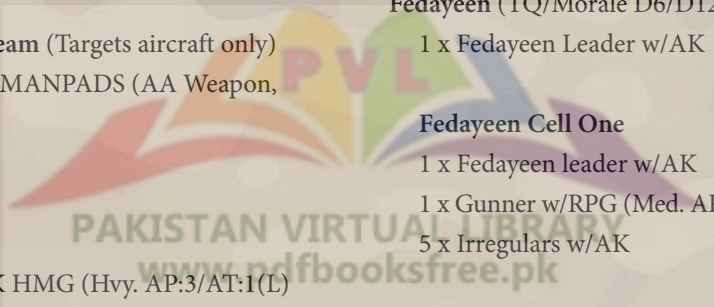 eam (Targets aircraft only)
MANPADS (AA Weapon,
HMG (Hvy. AP:3/AT:1(L)
Fedayeen (TQ/Morale D6/D12
1 x Fedayeen Leader w/AK
Fedayeen Cell One
1 x Fedayeen leader w/AK
1 x Gunner w/RPG (Med. A
5 x Irregulars w/AK
PVL
PAKISTAN VIRTUAL LIBRARY
www.pdfbooksfree.pk